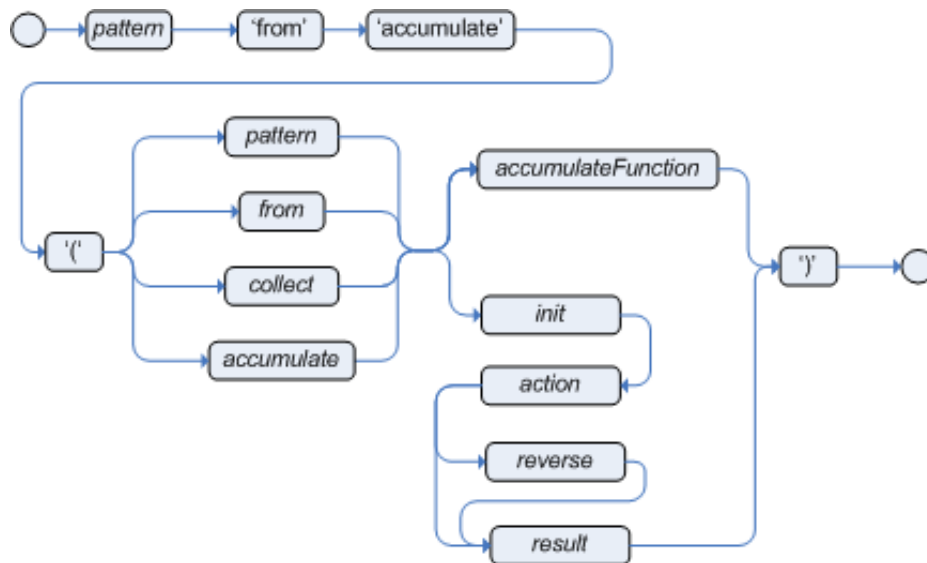 pattern ‘from’ ‘accumulate’
pattern
accumulateFunction
from
‘(‘ ‘)’
collect
init
accumulate
action
reverse
result